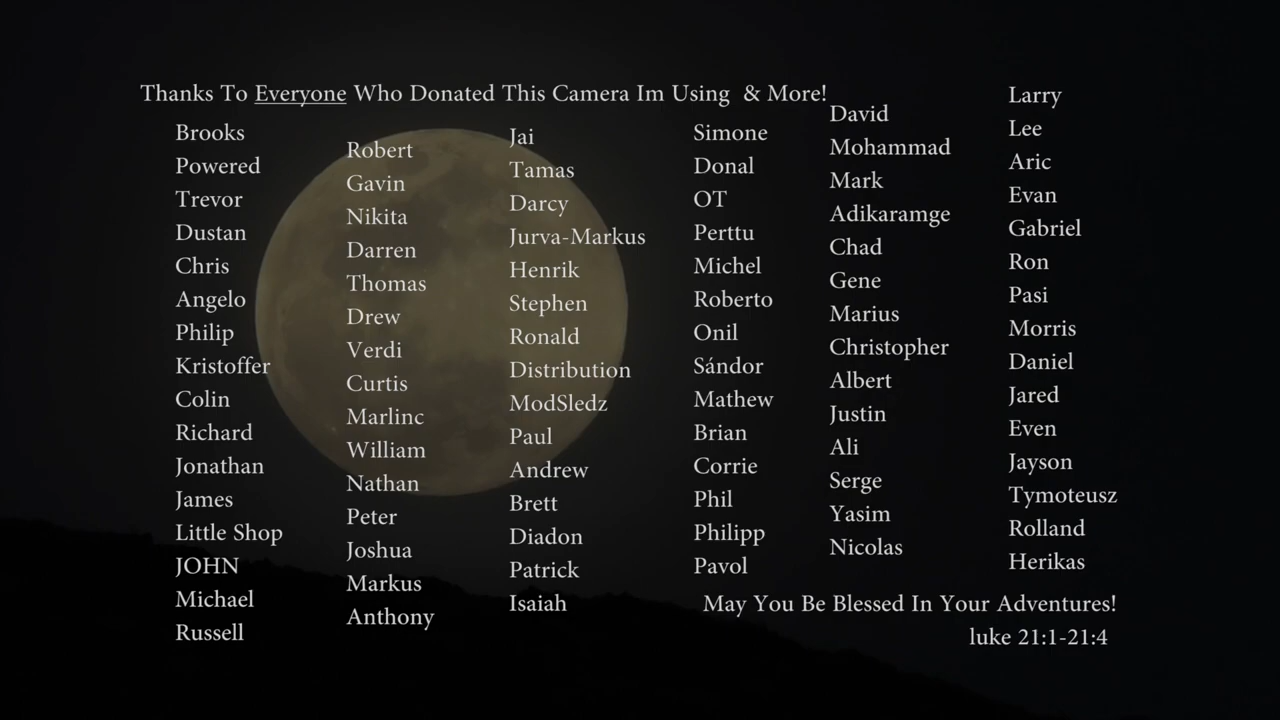 Thanks To Everyone Who Donated This Camera Im Using & More!
Brooks
Powered
Trevor
Dustan
Chris
Angelo
Philip
Kristoffer
Colin
Richard
Jonathan
James
Little Shop
JOHN
Michael
Russell
Robert
Gavin
Nikita
Darren
Thomas
Drew
Verdi
Curtis
Marlinc
William
Nathan
Peter
Joshua
Markus
Anthony
Jai
Tamas
Darcy
Jurva-Markus
Henrik
Stephen
Ronald
Distribution
ModSledz
Paul
Andrew
Brett
Diadon
Patrick
Isaiah
Simone
Donal
OT
Perttu
Michel
Roberto
Onil
Sándor
Mathew
Brian
Corrie
Phil
Philipp
Pavol
David
Mohammad
Mark
Adikaramge
Chad
Gene
Marius
Christopher
Albert
Justin
Ali
Serge
Yasim
Nicolas
Larry
Lee
Aric
Evan
Gabriel
Ron
Pasi
Morris
Daniel
Jared
Even
Jayson
Tymoteusz
Rolland
Herikas
May You Be Blessed In Your Adventures!
luke 21:1-21:4